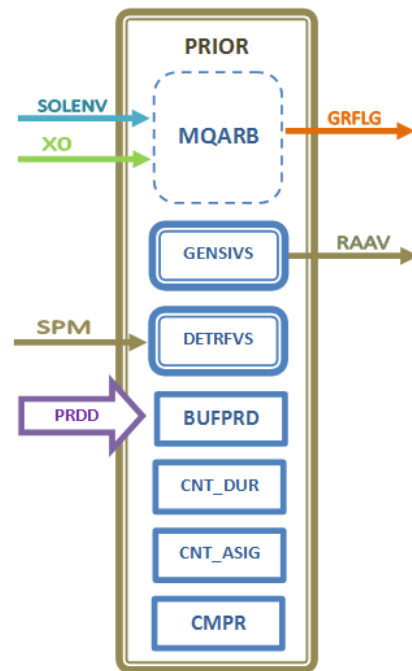 PRIOR
SOLENV
XO
MQARB
GRFLG
GENSIVS
RAAV
SPM
DETRFVS
PRDD
BUFPRD
CNT_DUR
CNT_ASIG
CMPR